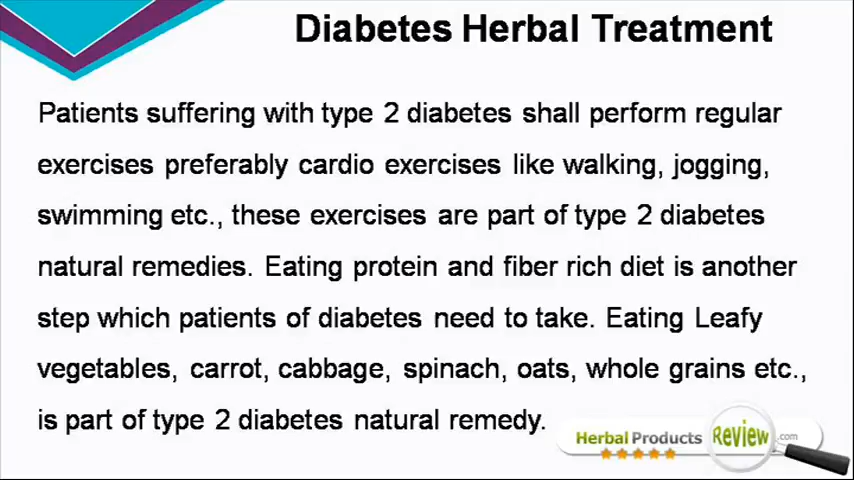 Diabetes Herbal Treatment
Patients suffering with type 2 diabetes shall perform regular
exercises preferably cardio exercises like walking, jogging,
swimming etc., these exercises are part of type 2 diabetes
natural remedies. Eating protein and fiber rich diet is another
step which patients of diabetes need to take. Eating Leafy
vegetables, carrot, cabbage, spinach, oats, whole grains etc.,
is part of type 2 diabetes natural remedy.
Herbal Products Review.com